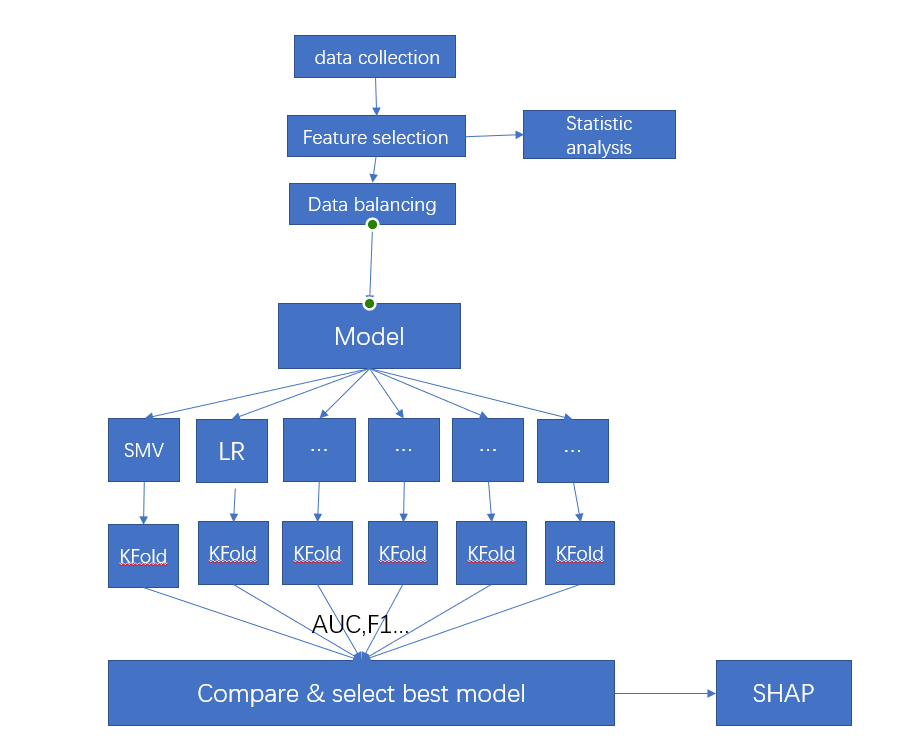 data collection
Feature selection
Statistic
analysis
Data balancing
Model
SMV
LR
...
...
...
...
KFold
KFold
KFold
KFold
KFold
KFold
AUC,F1...
Compare & select best model
SHAP